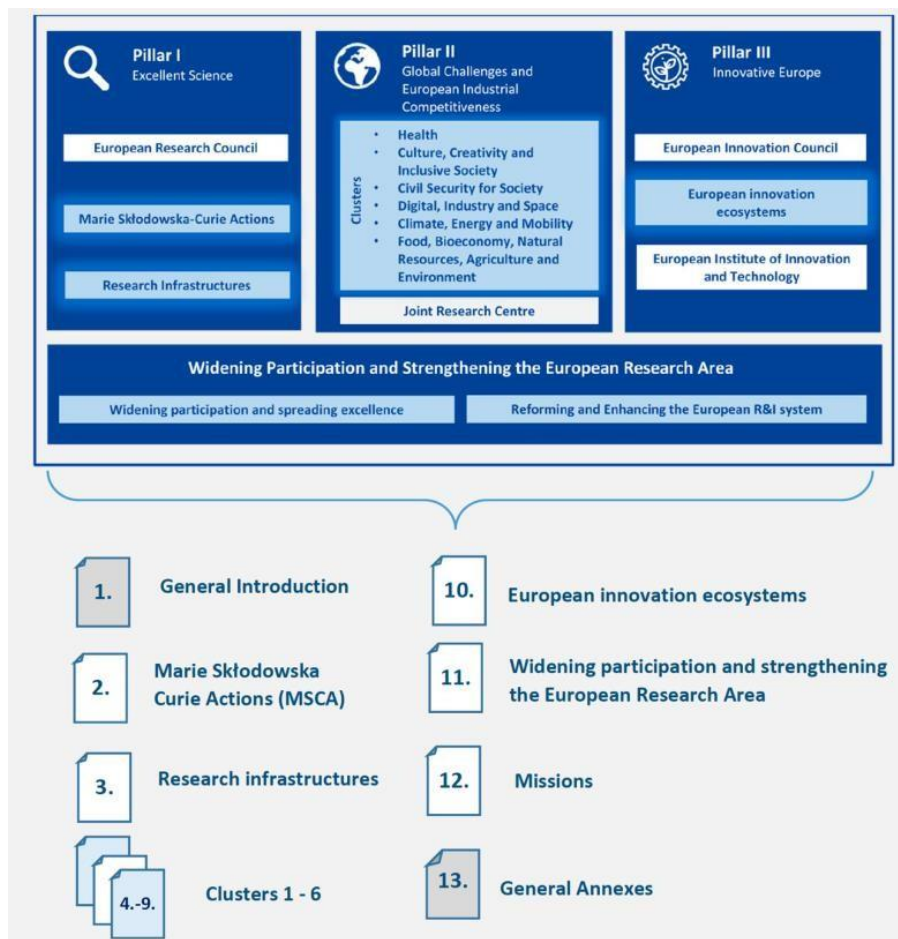 Pillar I
Excellent Science
European Research Council
Marie Skłodowska-Curie Actions
Research Infrastructures
Pillar II
Global Challenges and
European Industrial
Competitiveness
Clusters
• Health
• Culture, Creativity and
Inclusive Society
• Civil Security for Society
• Digital, Industry and Space
• Climate, Energy and Mobility
• Food, Bioeconomy, Natural
Resources, Agriculture and
Environment
Joint Research Centre
Pillar III
Innovative Europe
European Innovation Council
European innovation
ecosystems
European Institute of Innovation
and Technology
Widening Participation and Strengthening the European Research Area
Widening participation and spreading excellence
Reforming and Enhancing the European R&I system
1.
General Introduction
2.
Marie Skłodowska
Curie Actions (MSCA)
3.
Research infrastructures
4.-9.
Clusters 1 - 6
10.
European innovation ecosystems
11.
Widening participation and strengthening
the European Research Area
12.
Missions
13.
General Annexes